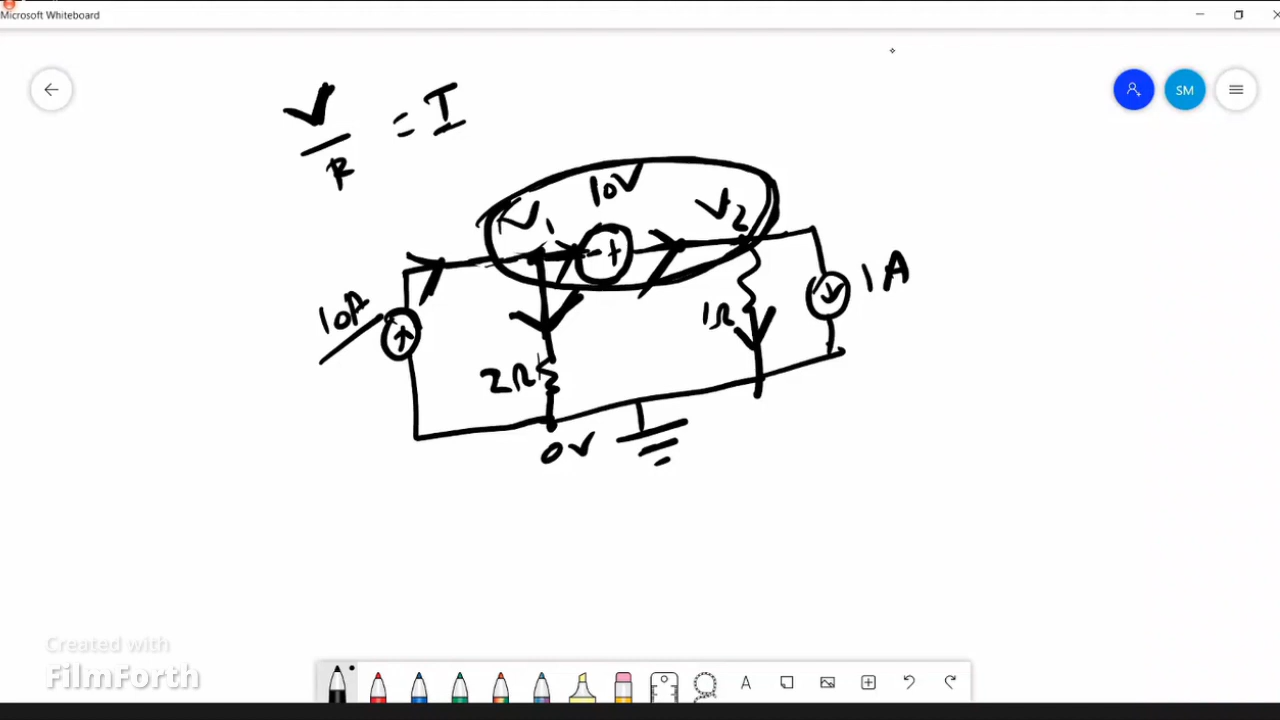 Microsoft Whiteboard
V/R = I
SM
10V
V1
V2
- +
10A
1Ω
1A
2Ω
0V
Created with
FilmForth
A